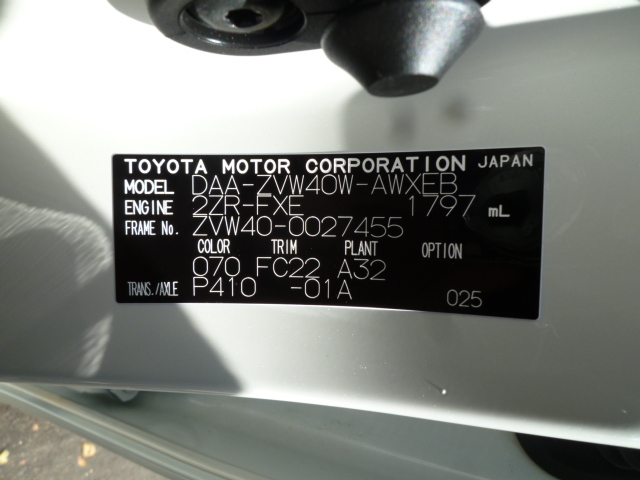 TOYOTA MOTOR CORPORATION JAPAN
MODEL DAA-ZVW40W-AWXEB
ENGINE 2ZR-FXE 1797 mL
FRAME No. ZVW40-0027455
COLOR TRIM PLANT OPTION
070 FC22 A32
TRANS./AXLE P410 -01A 025